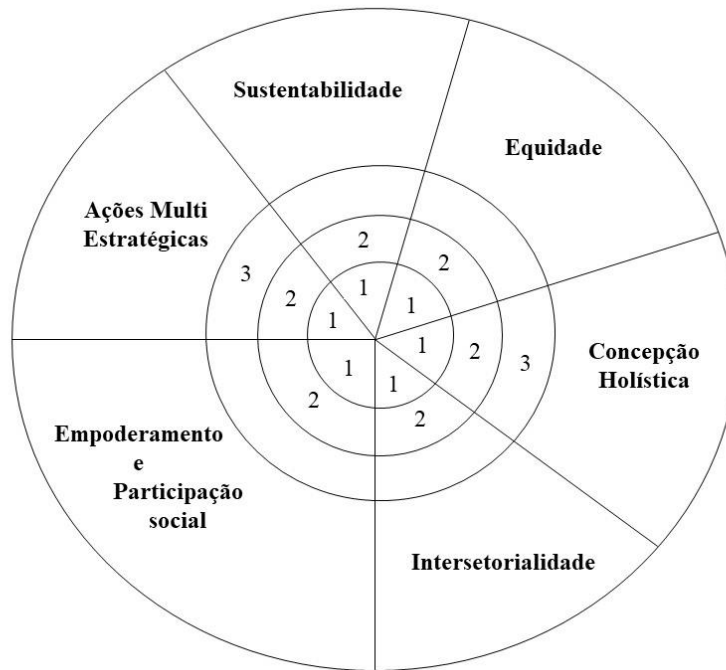 Sustentabilidade
Equidade
Ações Multi
Estratégicas
2
3
2
2
1
1
1
1
2
3
Concepção
Holística
1
1
2
2
Empoderamento
e
Participação
social
Intersetorialidade